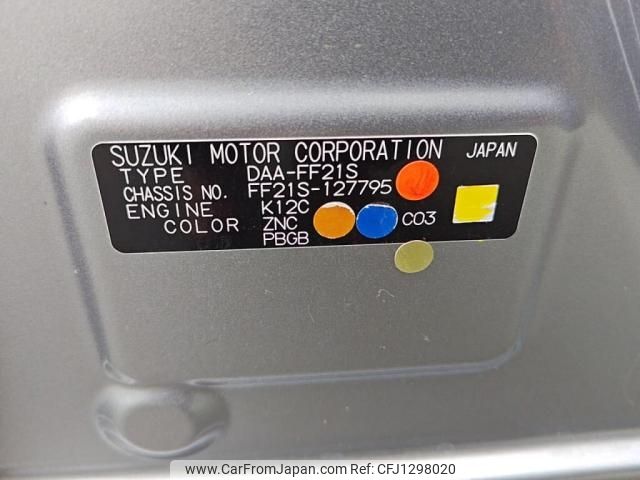 SUZUKI MOTOR CORPORATION JAPAN
TYPE DAA-FF21S
CHASSIS NO. FF21S-127795
ENGINE K12C
COLOR ZNC C03
PBGB
www.CarFromJapan.com Ref No: CFJ1298020